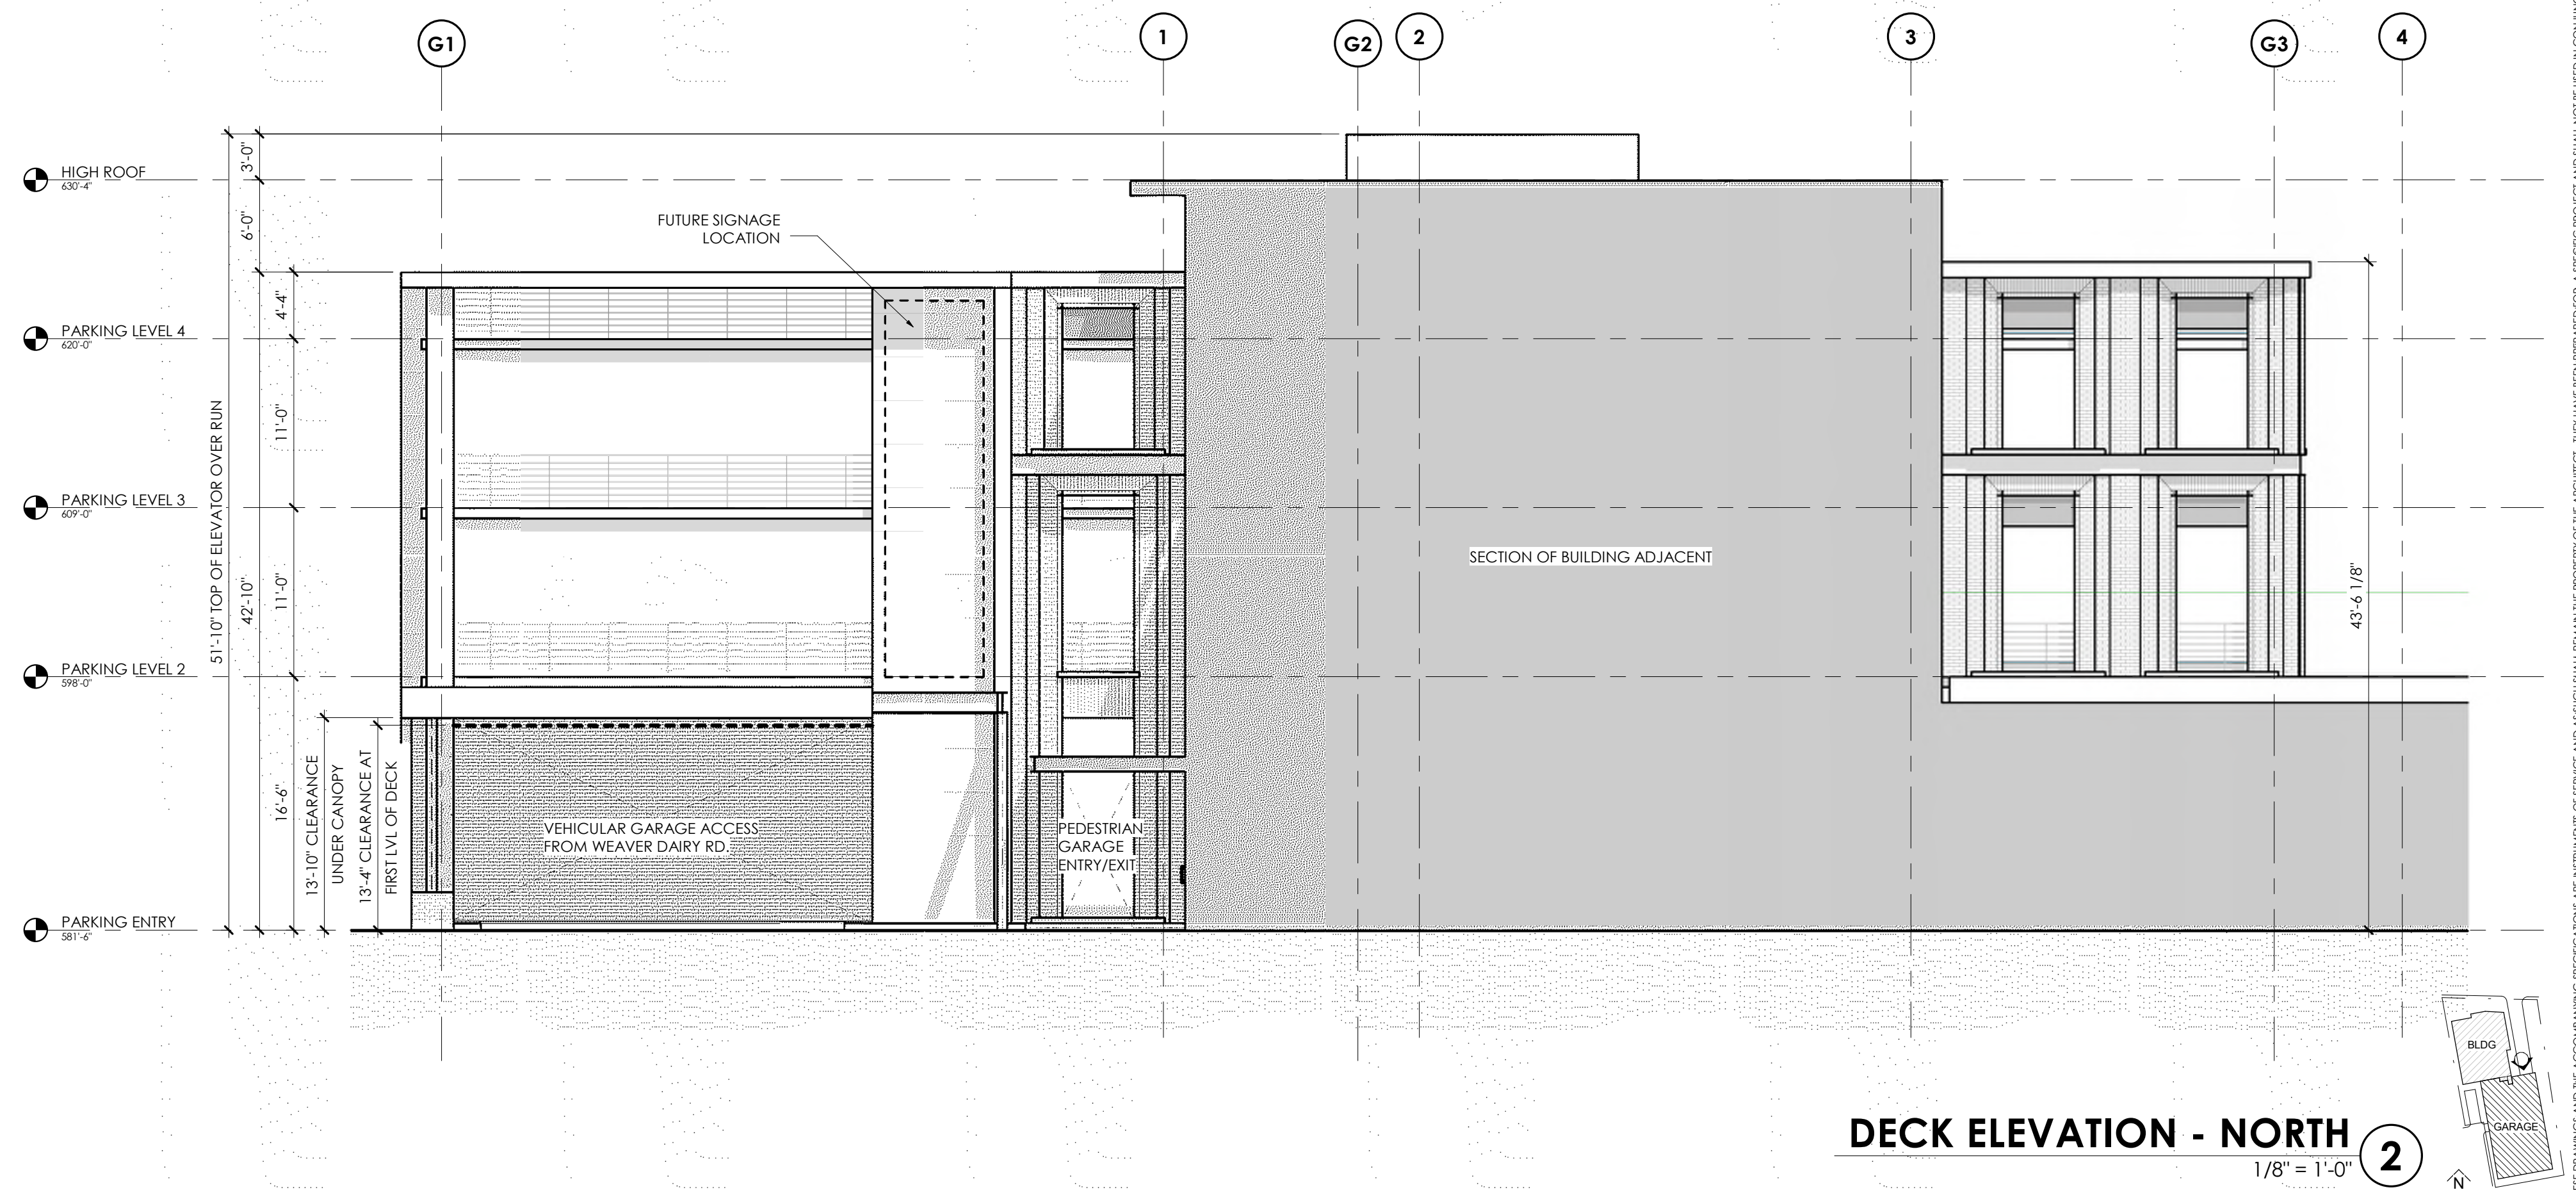 G1
1
G2
2
3
G3
4
HIGH ROOF
630'-4"
PARKING LEVEL 4
620'-0"
PARKING LEVEL 3
609'-0"
PARKING LEVEL 2
598'-0"
PARKING ENTRY
581'-6"
51'-10" TOP OF ELEVATOR OVER RUN
3'-0"
6'-0"
42'-10"
4'-4"
11'-0"
11'-0"
16'-6"
13'-10" CLEARANCE
UNDER CANOPY
13'-4" CLEARANCE AT
FIRST LVL OF DECK
FUTURE SIGNAGE
LOCATION
VEHICULAR GARAGE ACCESS
FROM WEAVER DAIRY RD.
PEDESTRIAN
GARAGE
ENTRY/EXIT
SECTION OF BUILDING ADJACENT
43'-6 1/8"
BLDG
GARAGE
N
DECK ELEVATION - NORTH
1/8" = 1'-0"
2